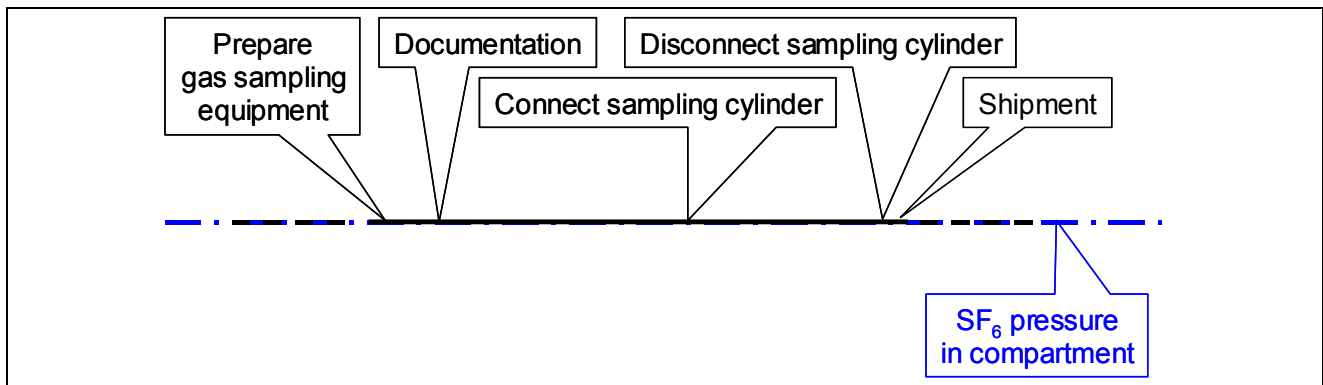 Prepare
gas sampling
equipment
Documentation
Connect sampling cylinder
Disconnect sampling cylinder
Shipment
SF₆ pressure
in compartment